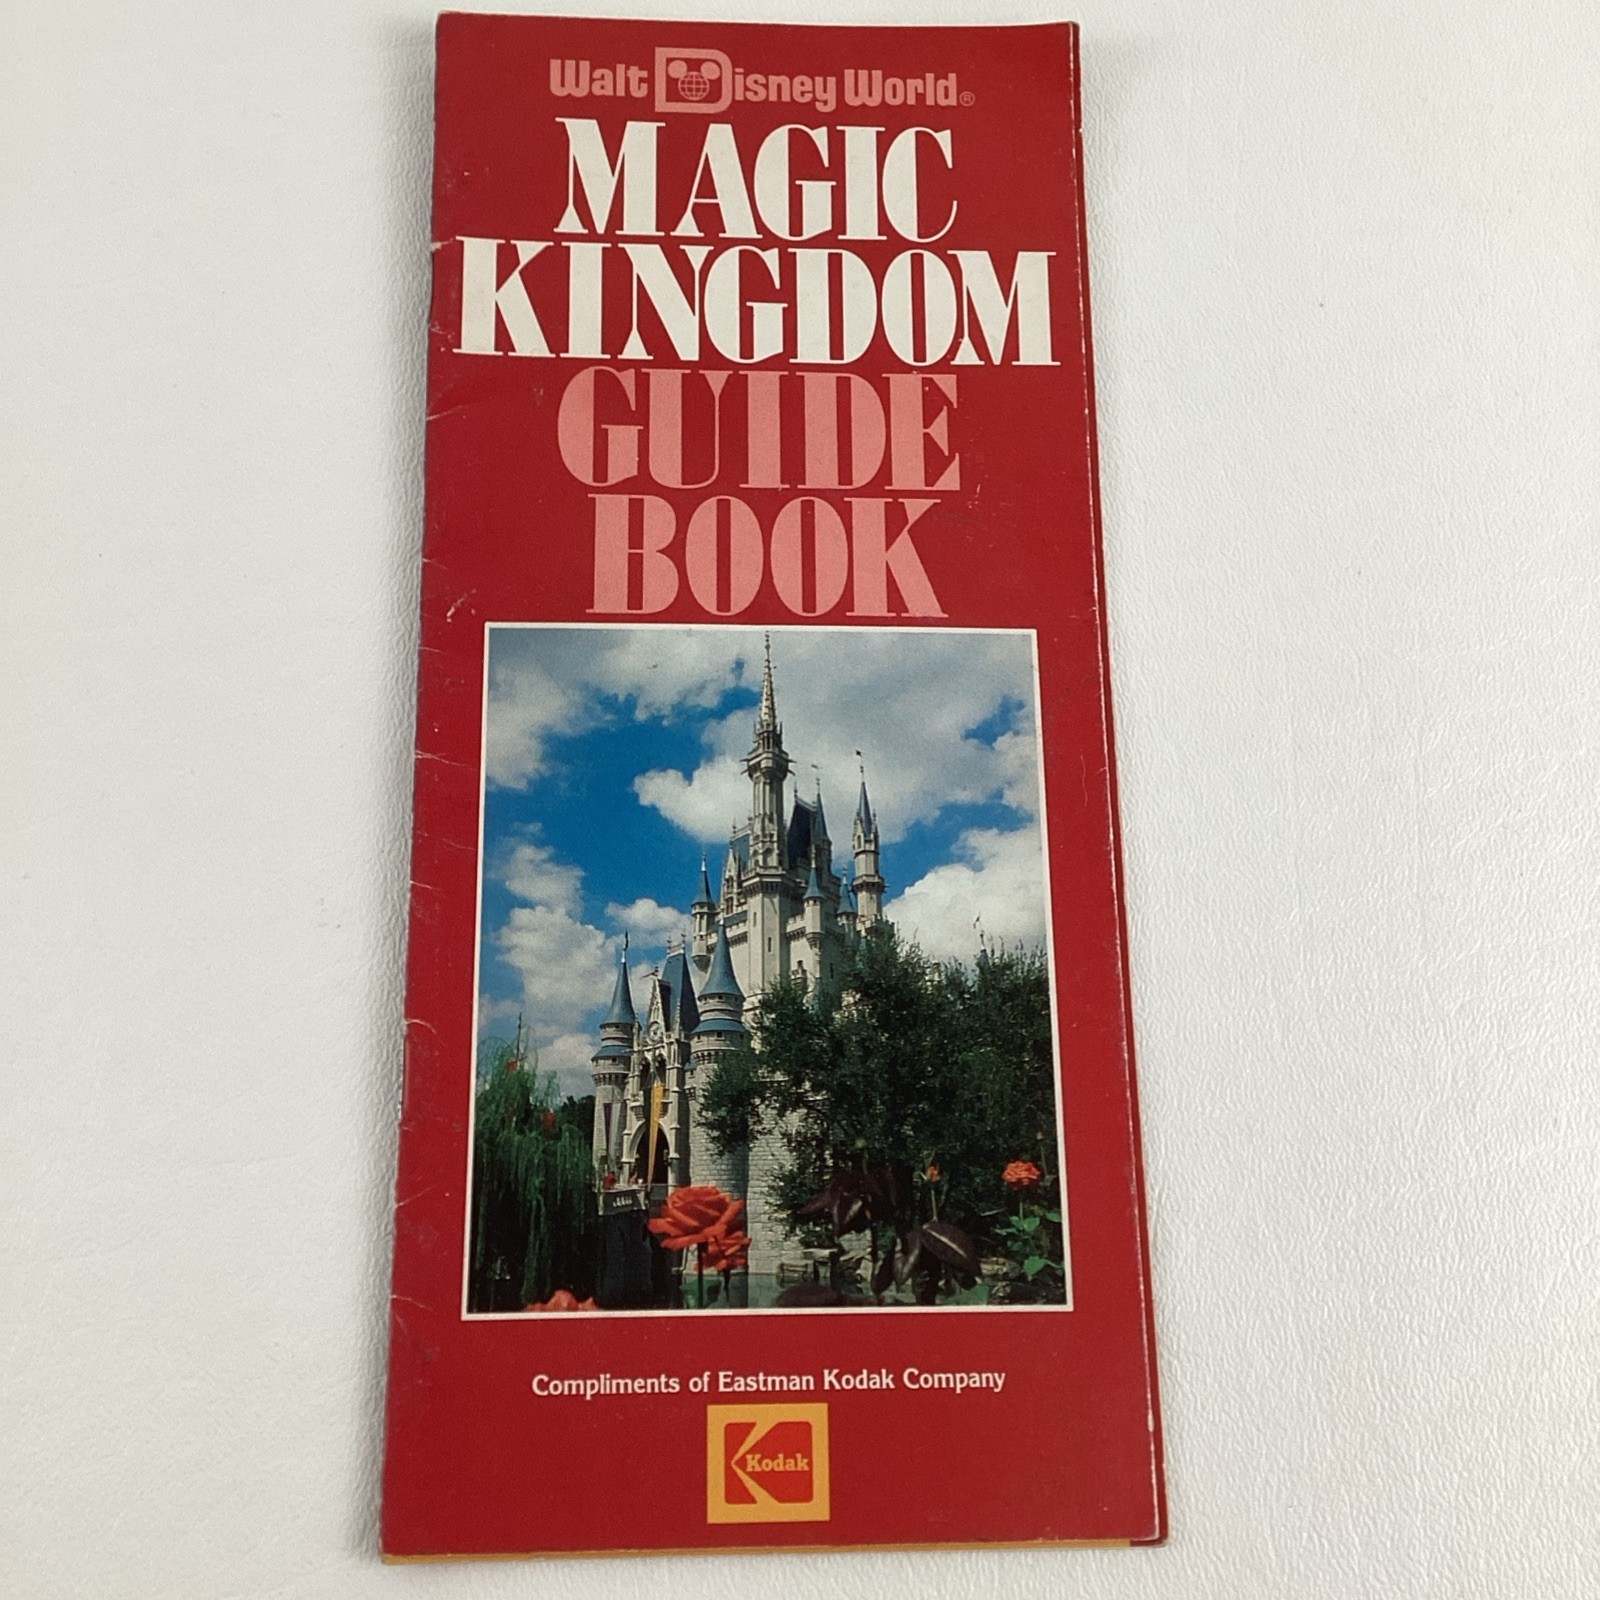 Walt Disney World®
MAGIC
KINGDOM
GUIDE
BOOK
Compliments of Eastman Kodak Company
Kodak